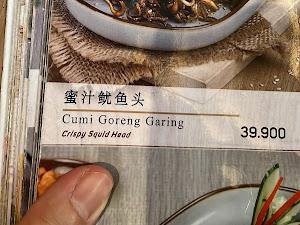 蜜汁鱿鱼头
Cumi Goreng Garing
Crispy Squid Head
39.900